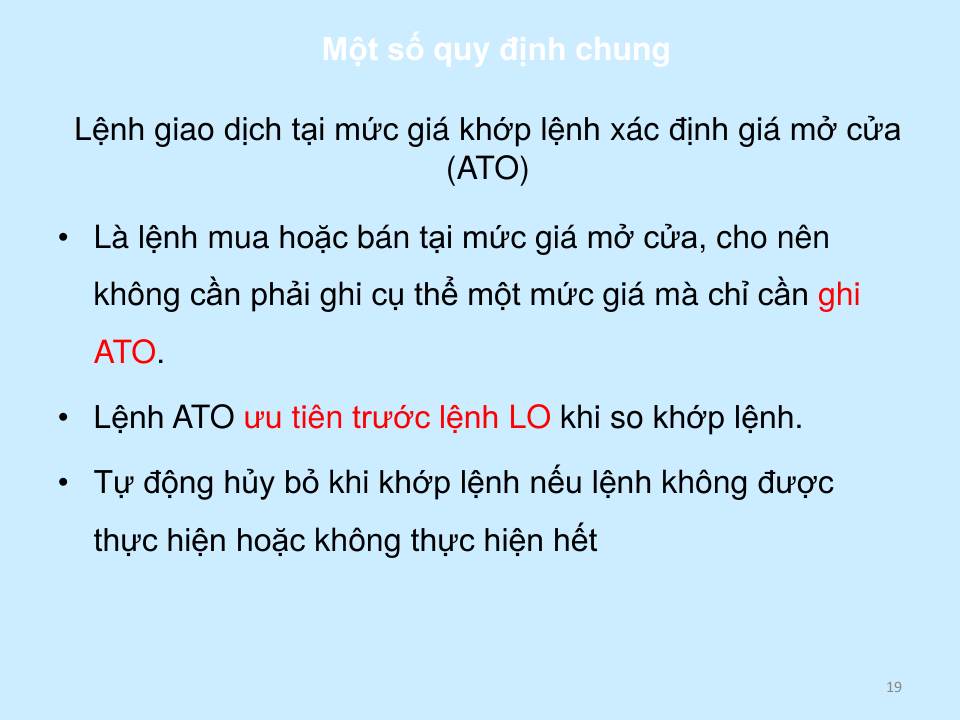 Một số quy định chung
Lệnh giao dịch tại mức giá khớp lệnh xác định giá mở cửa
(ATO)
• Là lệnh mua hoặc bán tại mức giá mở cửa, cho nên
không cần phải ghi cụ thể một mức giá mà chỉ cần ghi
ATO.
• Lệnh ATO ưu tiên trước lệnh LO khi so khớp lệnh.
• Tự động hủy bỏ khi khớp lệnh nếu lệnh không được
thực hiện hoặc không thực hiện hết
19